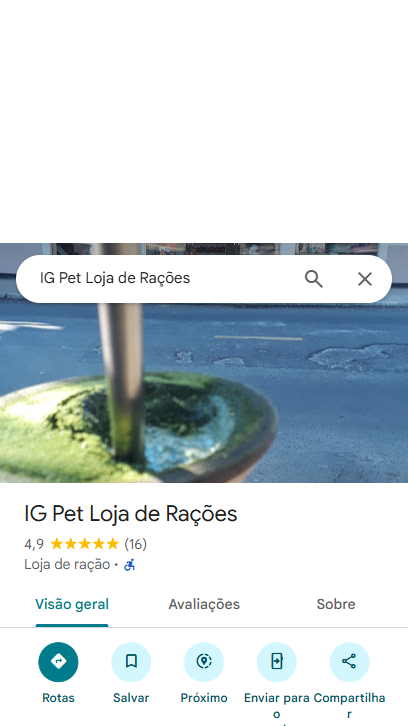 IG Pet Loja de Rações
IG Pet Loja de Rações
4,9 (16)
Loja de ração ·
Visão geral Avaliações Sobre
Rotas Salvar Próximo Enviar para Compartilha
o r